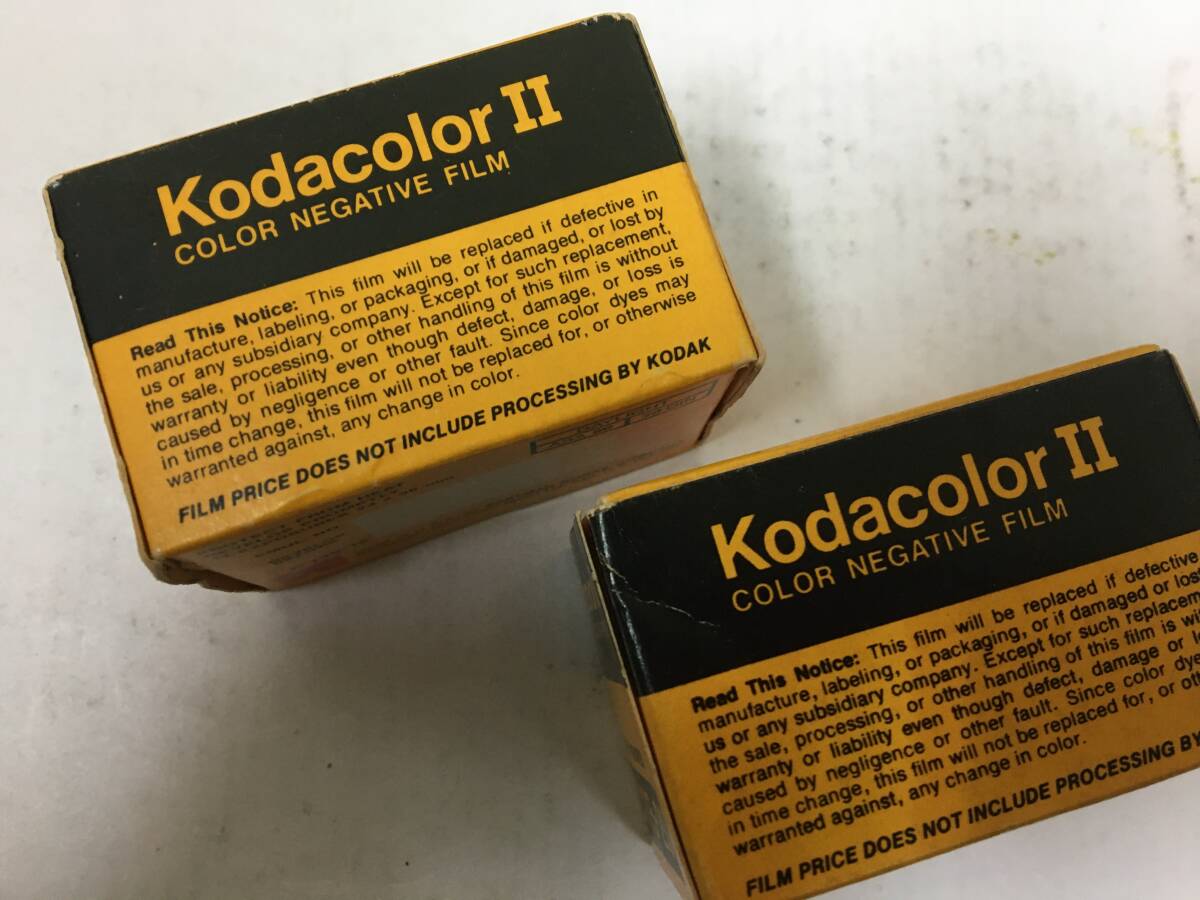 Kodacolor II
COLOR NEGATIVE FILM
Read This Notice: This film will be replaced if defective in
manufacture, labeling, or packaging, or if damaged, or lost by
us or any subsidiary company. Except for such replacement,
the sale, processing, or other handling of this film is without
warranty or liability even though defect, damage, or loss is
caused by negligence or other fault. Since color dyes may
in time change, this film will not be replaced for, or otherwise
warranted against, any change in color.
FILM PRICE DOES NOT INCLUDE PROCESSING BY KODAK
Kodacolor II
COLOR NEGATIVE FILM
Read This Notice: This film will be replaced if defective
manufacture, labeling, or packaging, or if damaged or lost
us or any subsidiary company. Except for such
the sale, processing, or other handling of this film is
warranty or liability even though defect, damage or
caused by negligence or other fault. Since color
in time change, this film will not be replaced for, or
warranted against, any change in color.
FILM PRICE DOES NOT INCLUDE PROCESSING BY